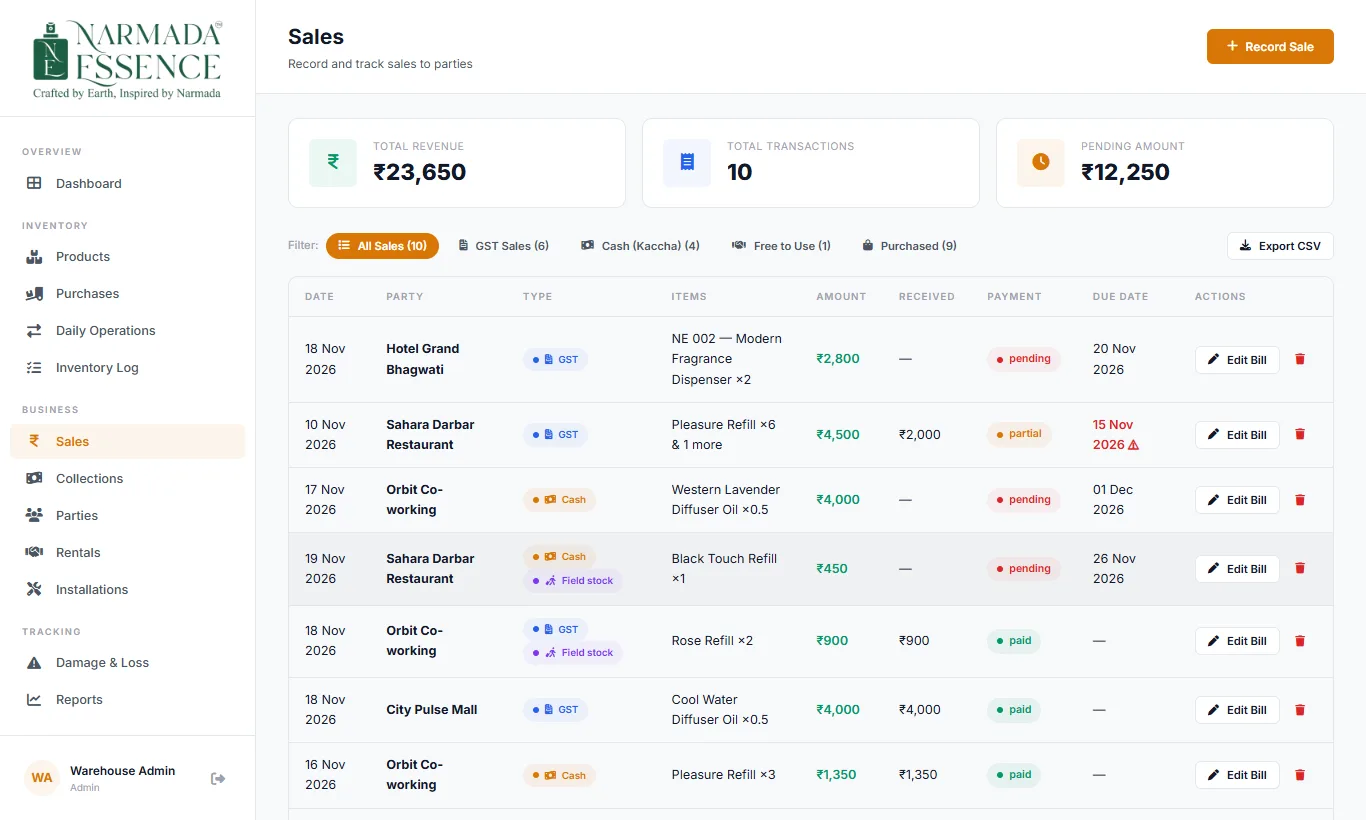 NARMADA
ESSENCE
TM
NE
Crafted by Earth, Inspired by Narmada
OVERVIEW
Dashboard
INVENTORY
Products
Purchases
Daily Operations
Inventory Log
BUSINESS
₹ Sales
Collections
Parties
Rentals
Installations
TRACKING
Damage & Loss
Reports
WA
Warehouse Admin
Admin
Sales
Record and track sales to parties
+ Record Sale
₹
TOTAL REVENUE
₹23,650
TOTAL TRANSACTIONS
10
PENDING AMOUNT
₹12,250
Filter: All Sales (10) GST Sales (6) Cash (Kaccha) (4) Free to Use (1) Purchased (9) Export CSV
DATE PARTY TYPE ITEMS AMOUNT RECEIVED PAYMENT DUE DATE ACTIONS
18 Nov
2026
Hotel Grand
Bhagwati
GST
NE 002 — Modern
Fragrance
Dispenser ×2
₹2,800
—
pending
20 Nov
2026
Edit Bill
10 Nov
2026
Sahara Darbar
Restaurant
GST
Pleasure Refill ×6
& 1 more
₹4,500
₹2,000
partial
15 Nov
2026
Edit Bill
17 Nov
2026
Orbit Co-
working
Cash
Western Lavender
Diffuser Oil ×0.5
₹4,000
—
pending
01 Dec
2026
Edit Bill
19 Nov
2026
Sahara Darbar
Restaurant
Cash
Field stock
Black Touch Refill
×1
₹450
—
pending
26 Nov
2026
Edit Bill
18 Nov
2026
Orbit Co-
working
GST
Field stock
Rose Refill ×2
₹900
₹900
paid
—
Edit Bill
18 Nov
2026
City Pulse Mall
GST
Cool Water
Diffuser Oil ×0.5
₹4,000
₹4,000
paid
—
Edit Bill
16 Nov
2026
Orbit Co-
working
Cash
Pleasure Refill ×3
₹1,350
₹1,350
paid
—
Edit Bill